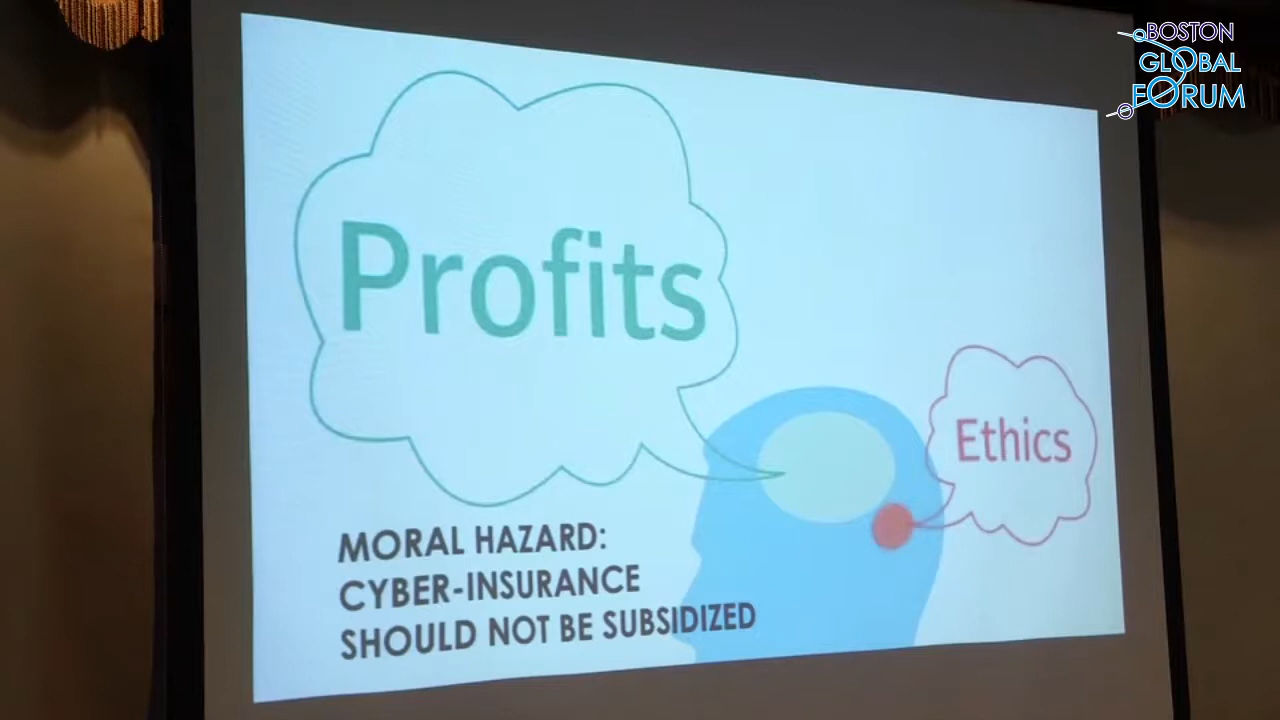 BOSTON
GLOBAL
FORUM
Profits
Ethics
MORAL HAZARD:
CYBER-INSURANCE
SHOULD NOT BE SUBSIDIZED